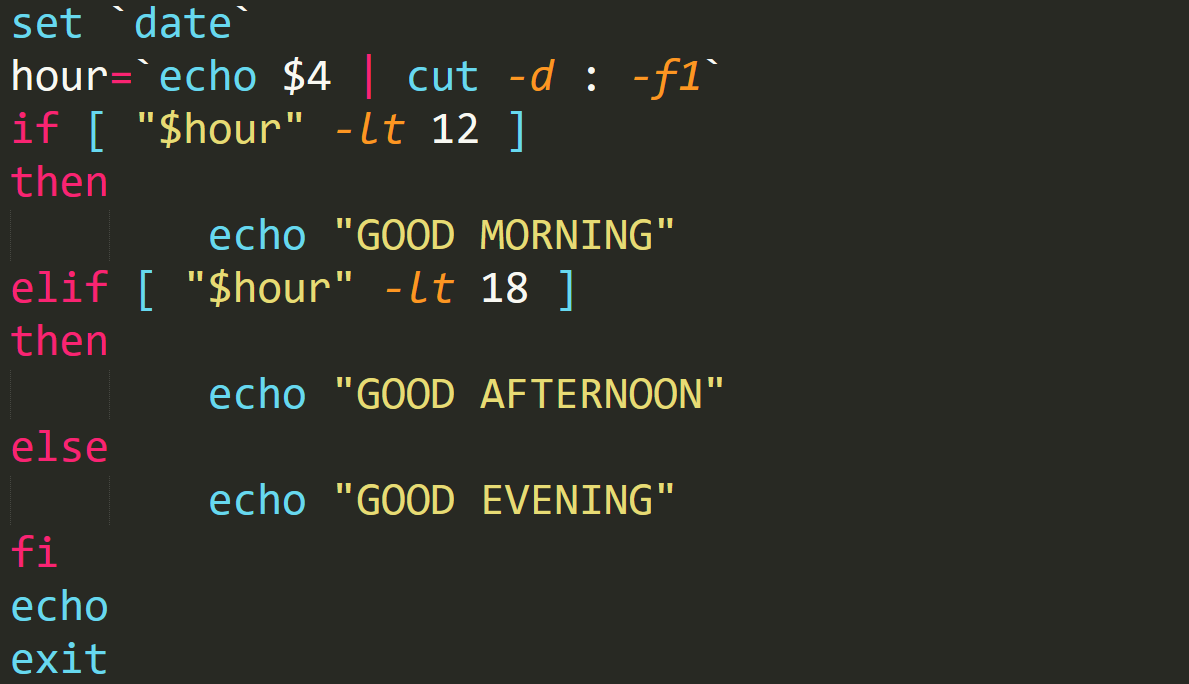 set `date`
hour=`echo $4 | cut -d : -f1`
if [ "$hour" -lt 12 ]
then
        echo "GOOD MORNING"
elif [ "$hour" -lt 18 ]
then
        echo "GOOD AFTERNOON"
else
        echo "GOOD EVENING"
fi
echo
exit